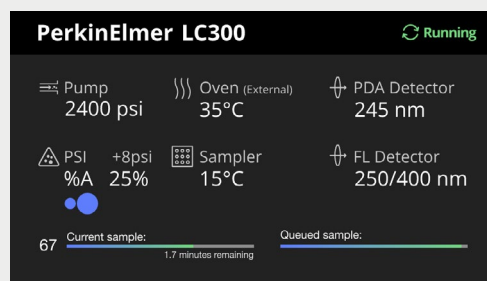 PerkinElmer LC300 Running
Pump Oven (External) PDA Detector
2400 psi 35°C 245 nm
PSI +8psi Sampler FL Detector
%A 25% 15°C 250/400 nm
67 Current sample: Queued sample:
1.7 minutes remaining